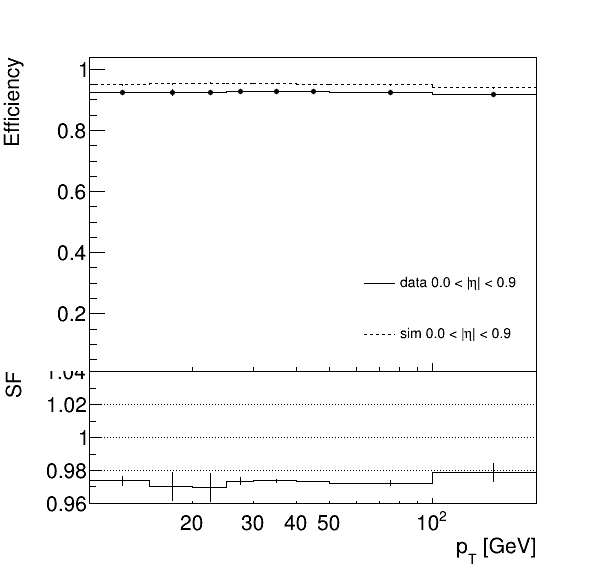 Efficiency
1
0.8
0.6
0.4
0.2
data 0.0 < |η| < 0.9
sim 0.0 < |η| < 0.9
SF
1.04
1.02
1
0.98
0.96
20 30 40 50 10²
p_T [GeV]